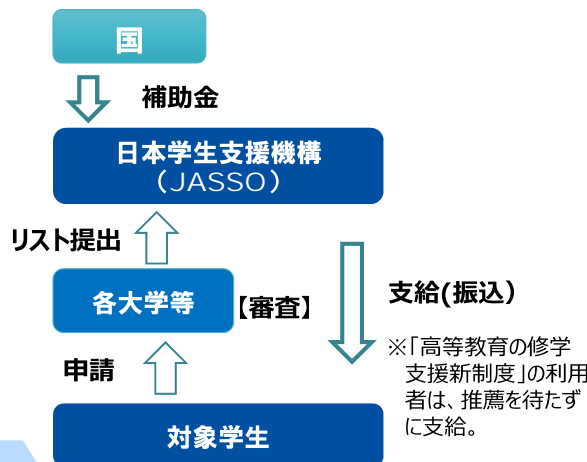 国
補助金
日本学生支援機構
（JASSO）
リスト提出
各大学等
【審査】
支給(振込）
※「高等教育の修学
支援新制度」の利用
者は、推薦を待たず
に支給。
申請
対象学生